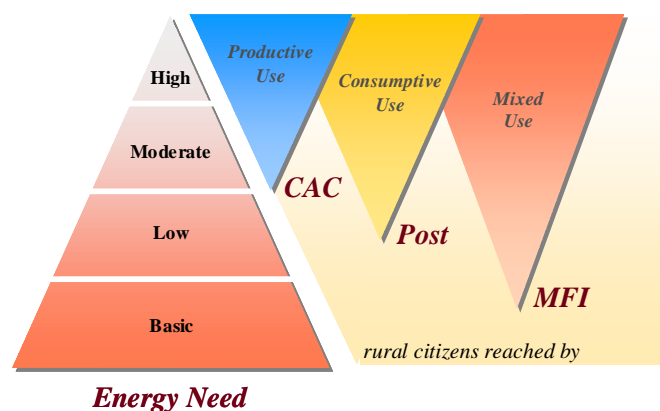 High
Moderate
Low
Basic
Energy Need
Productive
Use
CAC
Consumptive
Use
Post
Mixed
Use
MFI
rural citizens reached by